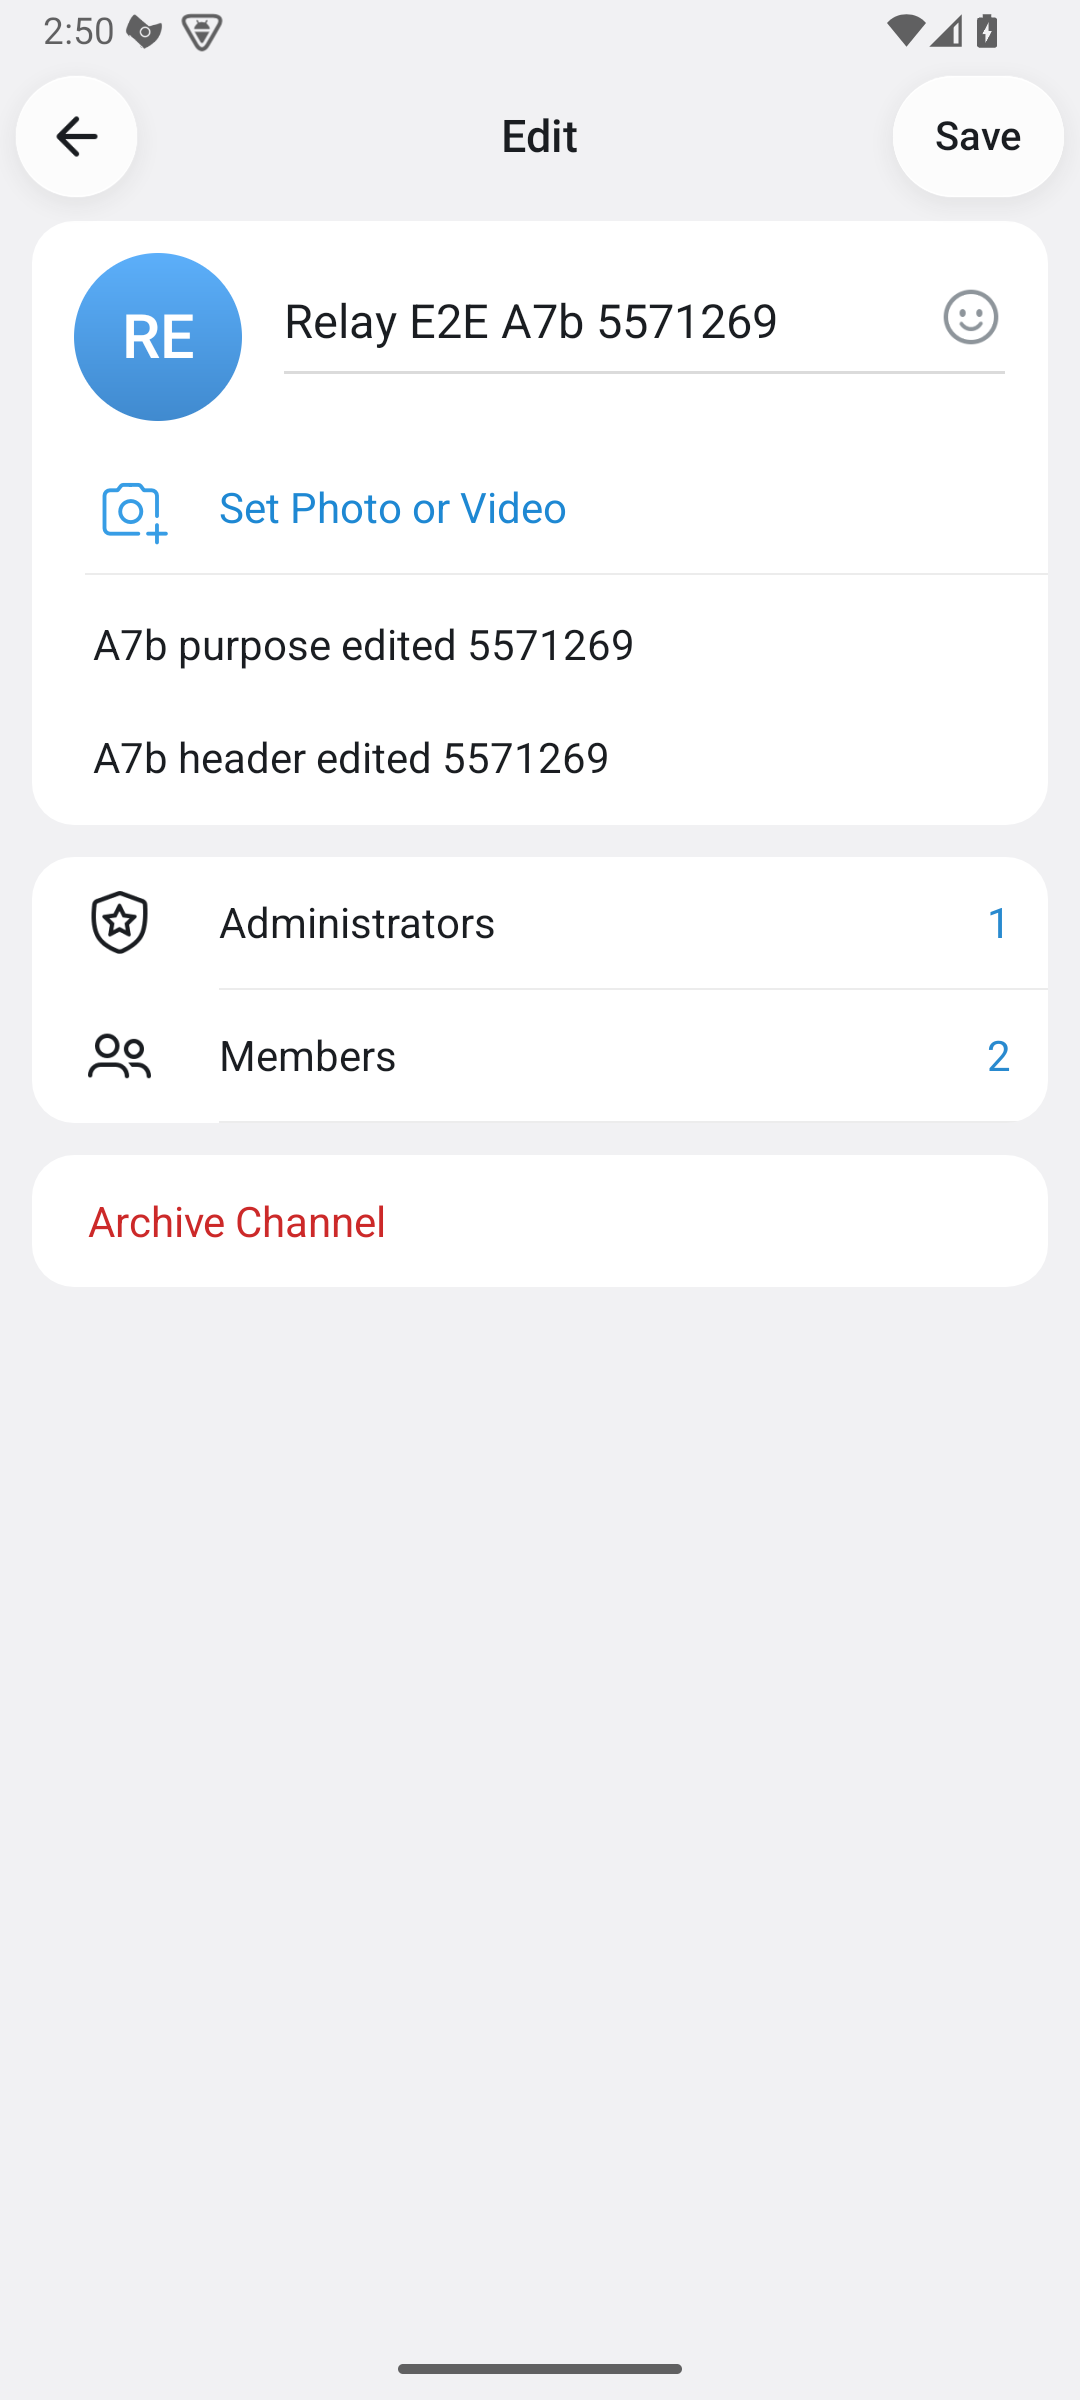 2:50
Edit
Save
RE
Relay E2E A7b 5571269
Set Photo or Video
A7b purpose edited 5571269
A7b header edited 5571269
Administrators 1
Members 2
Archive Channel